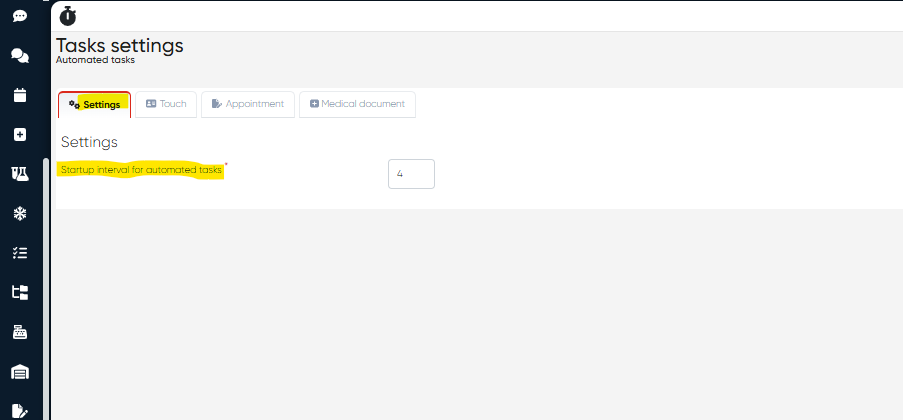 Tasks settings
Automated tasks
Settings
Touch
Appointment
Medical document
Settings
Startup interval for automated tasks *
4